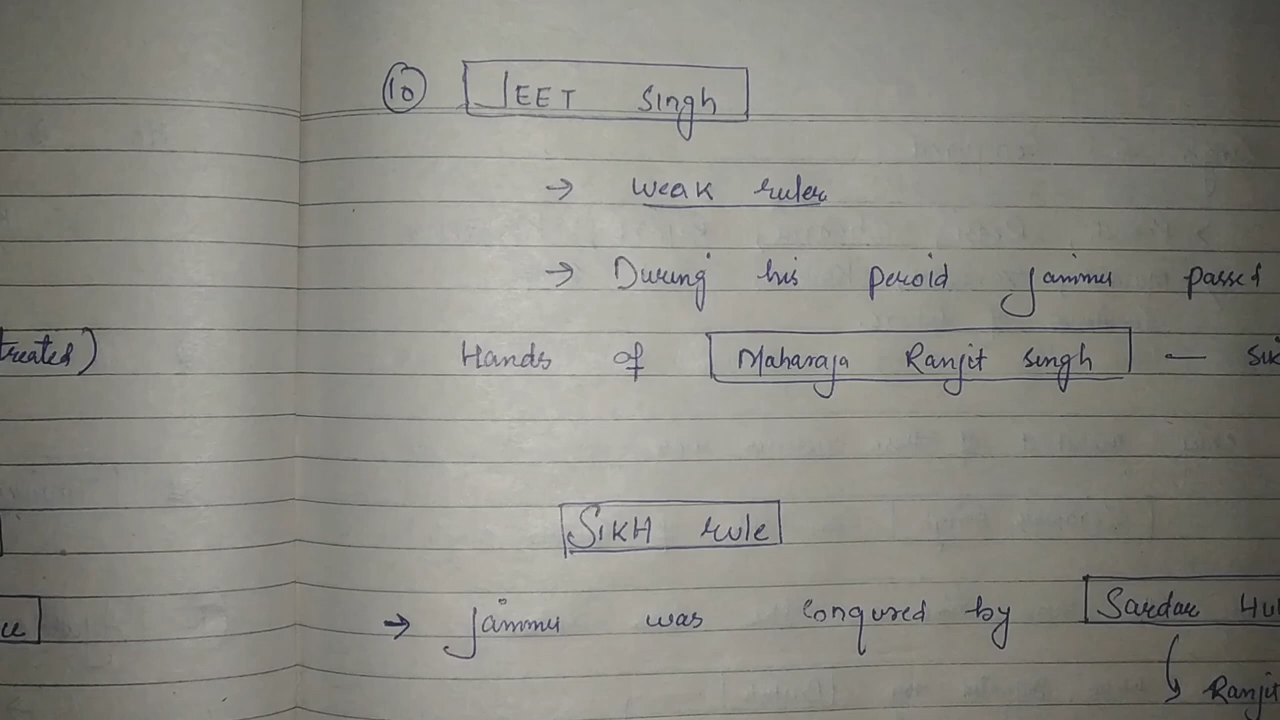 10 JEET Singh
→ Weak ruler
→ During his peroid Jammu passed
treated)
Hands of Maharaja Ranjit Singh —
SIKH rule
→ Jammu was Conqured by Sardar
Ranjit